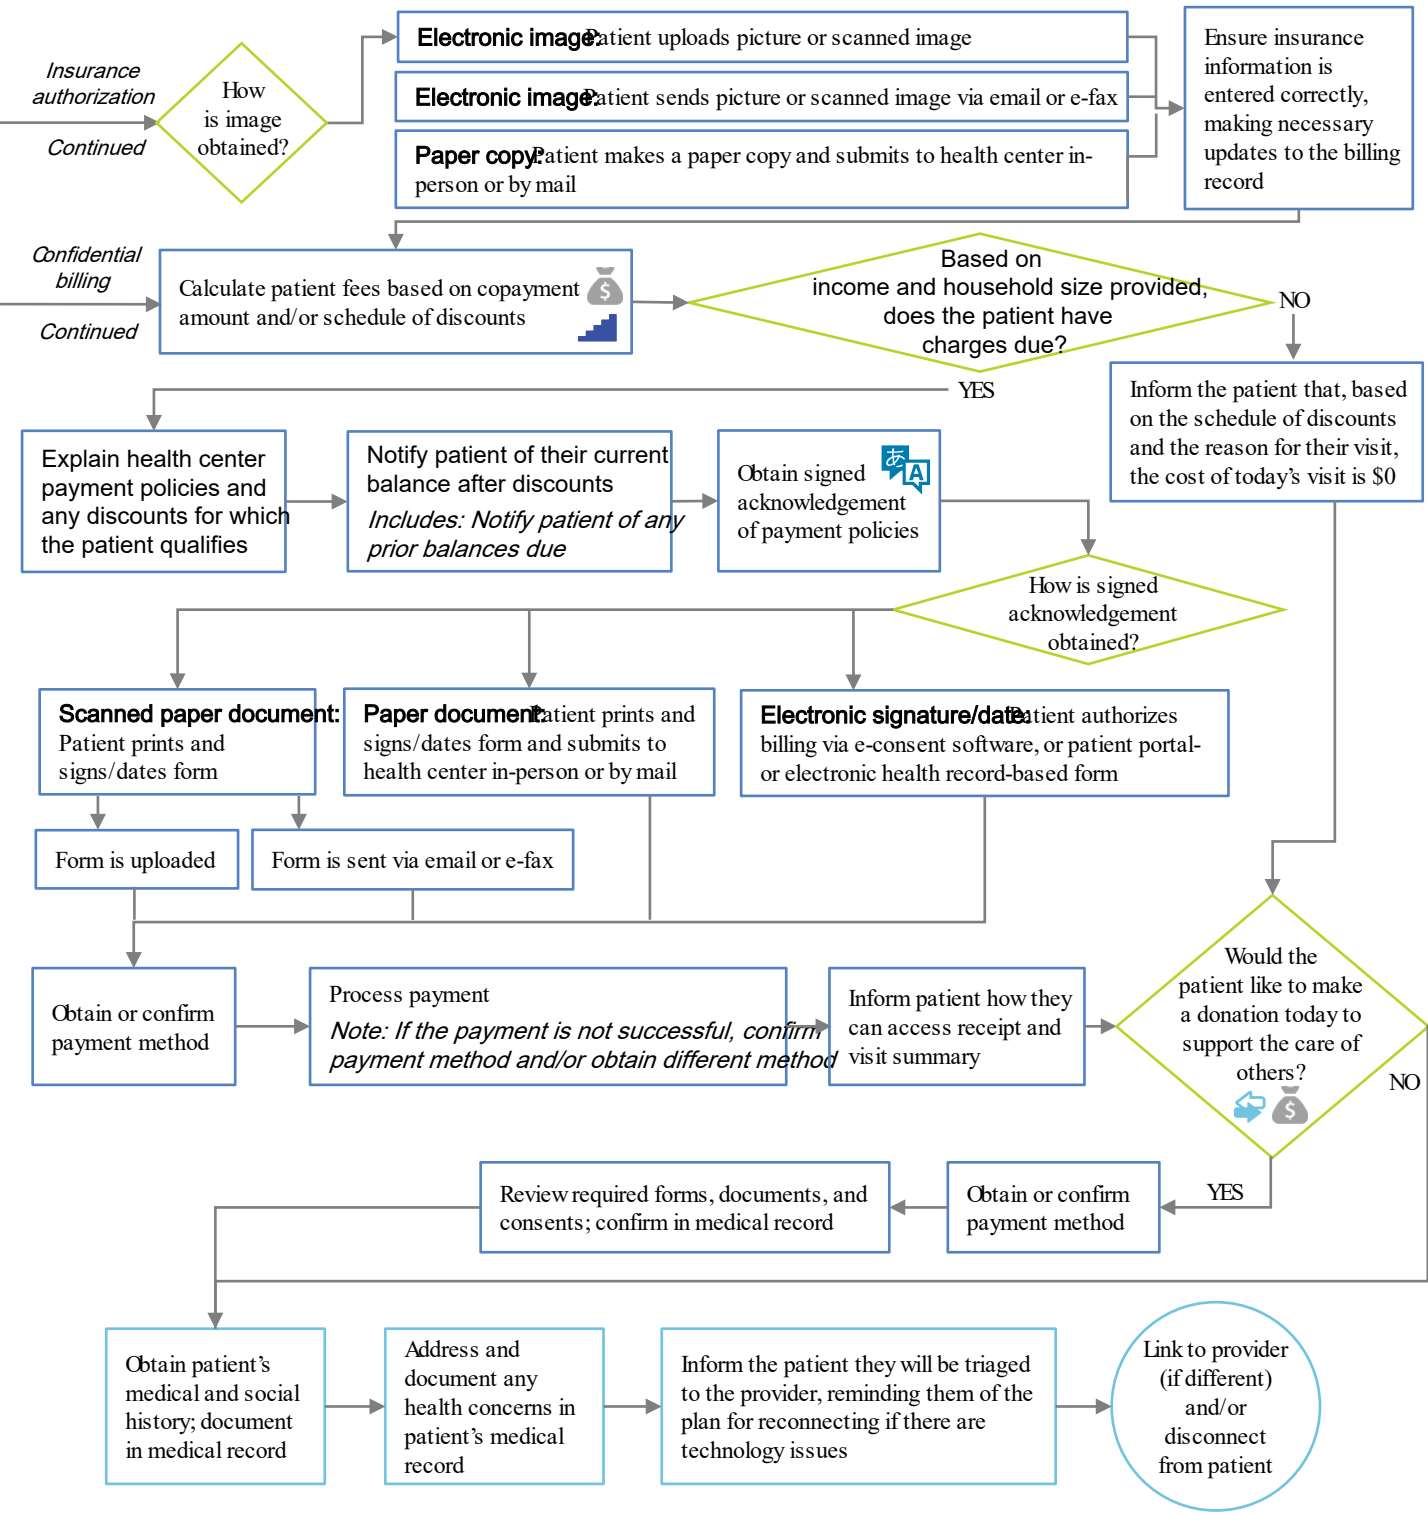 Insurance
authorization
Continued
How
is image
obtained?
Electronic image: Patient uploads picture or scanned image
Electronic image: Patient sends picture or scanned image via email or e-fax
Paper copy: Patient makes a paper copy and submits to health center in-
person or by mail
Ensure insurance
information is
entered correctly,
making necessary
updates to the billing
record
Confidential
billing
Continued
Calculate patient fees based on copayment
amount and/or schedule of discounts
$
Based on
income and household size provided,
does the patient have
charges due?
NO
YES
Inform the patient that, based
on the schedule of discounts
and the reason for their visit,
the cost of today's visit is $0
Explain health center
payment policies and
any discounts for which
the patient qualifies
Notify patient of their current
balance after discounts
Includes: Notify patient of any
prior balances due
Obtain signed
acknowledgement
of payment policies
あ A
How is signed
acknowledgement
obtained?
Scanned paper document:
Patient prints and
signs/dates form
Paper document: Patient prints and
signs/dates form and submits to
health center in-person or by mail
Electronic signature/date: Patient authorizes
billing via e-consent software, or patient portal-
or electronic health record-based form
Form is uploaded
Form is sent via email or e-fax
Obtain or confirm
payment method
Process payment
Note: If the payment is not successful, confirm
payment method and/or obtain different method
Inform patient how they
can access receipt and
visit summary
Would the
patient like to make
a donation today to
support the care of
others?
$
NO
YES
Obtain or confirm
payment method
Review required forms, documents, and
consents; confirm in medical record
Obtain patient's
medical and social
history; document
in medical record
Address and
document any
health concerns in
patient's medical
record
Inform the patient they will be triaged
to the provider, reminding them of the
plan for reconnecting if there are
technology issues
Link to provider
(if different)
and/or
disconnect
from patient